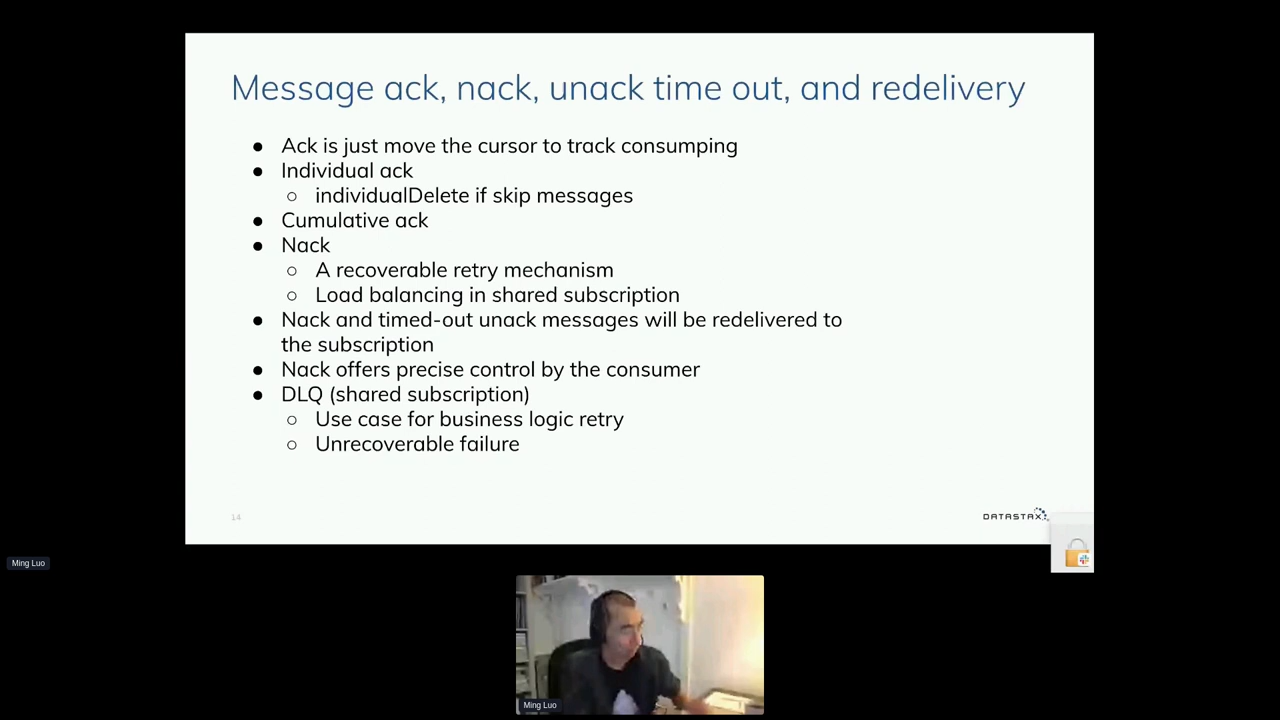 Message ack, nack, unack time out, and redelivery
● Ack is just move the cursor to track consumping
● Individual ack
○ individualDelete if skip messages
● Cumulative ack
● Nack
○ A recoverable retry mechanism
○ Load balancing in shared subscription
● Nack and timed-out unack messages will be redelivered to
the subscription
● Nack offers precise control by the consumer
● DLQ (shared subscription)
○ Use case for business logic retry
○ Unrecoverable failure
14
DATASTAX
Ming Luo
Ming Luo